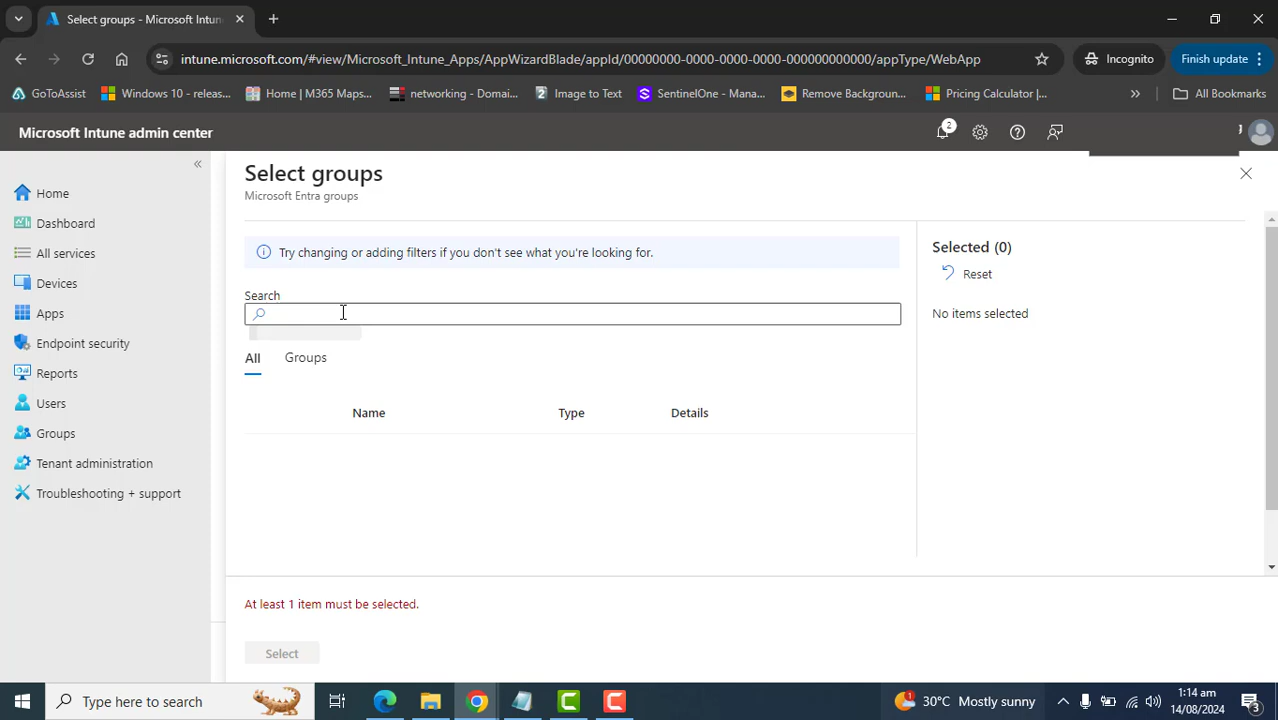 Select groups - Microsoft Intun
intune.microsoft.com/#view/Microsoft_Intune_Apps/AppWizardBlade/appId/00000000-0000-0000-0000-000000000000/appType/WebApp
Incognito
Finish update
GoToAssist
Windows 10 - releas...
Home | M365 Maps...
networking - Domai...
Image to Text
SentinelOne - Mana...
Remove Backgroun...
Pricing Calculator |...
All Bookmarks
Microsoft Intune admin center
2
Home
Dashboard
All services
Devices
Apps
Endpoint security
Reports
Users
Groups
Tenant administration
Troubleshooting + support
Select groups
Microsoft Entra groups
Try changing or adding filters if you don't see what you're looking for.
Search
All
Groups
Name
Type
Details
Selected (0)
Reset
No items selected
At least 1 item must be selected.
Select
Type here to search
1
30°C Mostly sunny
1:14 am
14/08/2024
3